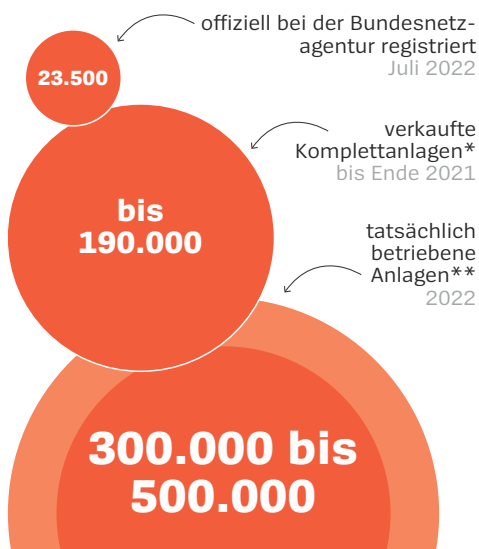 offiziell bei der Bundesnetz-
agentur registriert
Juli 2022
23.500
verkaufte
Komplettanlagen*
bis Ende 2021
bis
190.000
tatsächlich
betriebene
Anlagen**
2022
300.000 bis
500.000